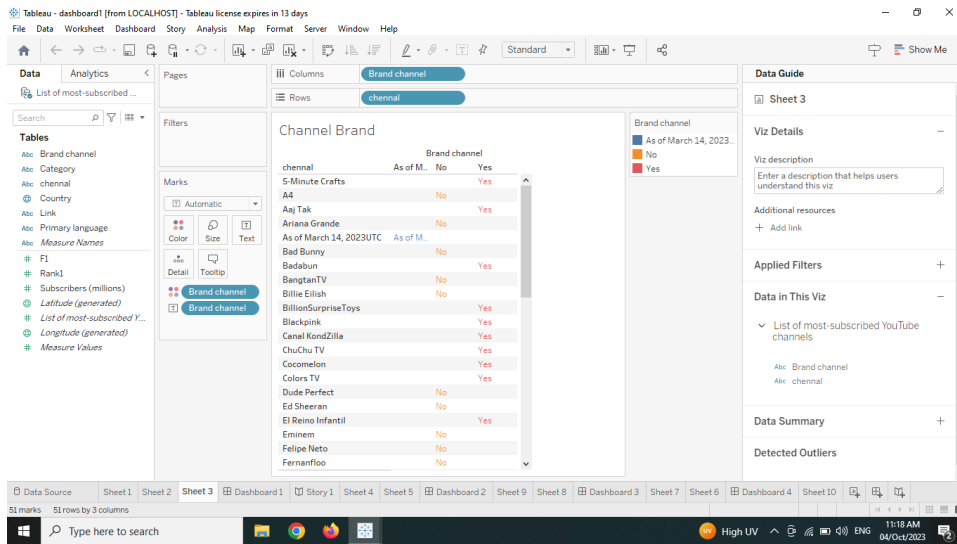 Tableau - dashboard1 [from LOCALHOST] - Tableau license expires in 13 days
File Data Worksheet Dashboard Story Analysis Map Format Server Window Help
Standard
Show Me
Data Analytics
List of most-subscribed ...
Search
Tables
Abc Brand channel
Abc Category
Abc chennal
Country
Abc Link
Abc Primary language
Abc Measure Names
# F1
# Rank1
# Subscribers (millions)
Latitude (generated)
# List of most-subscribed Y...
Longitude (generated)
# Measure Values
Pages
Filters
Marks
Automatic
Color Size Text
Detail Tooltip
Brand channel
Brand channel
Columns Brand channel
Rows chennal
Channel Brand
Brand channel
chennal As of M.. No Yes
5-Minute Crafts Yes
A4 No
Aaj Tak Yes
Ariana Grande No
As of March 14, 2023UTC As of M..
Bad Bunny No
Badabun Yes
BangtanTV No
Billie Eilish No
BillionSurpriseToys Yes
Blackpink Yes
Canal KondZilla Yes
ChuChu TV Yes
Cocomelon Yes
Colors TV Yes
Dude Perfect No
Ed Sheeran No
El Reino Infantil Yes
Eminem No
Felipe Neto No
Fernanfloo No
Brand channel
As of March 14, 2023..
No
Yes
Data Guide
Sheet 3
Viz Details
Viz description
Enter a description that helps users
understand this viz
Additional resources
+ Add link
Applied Filters
Data in This Viz
List of most-subscribed YouTube
channels
Abc Brand channel
Abc chennal
Data Summary
Detected Outliers
Data Source Sheet 1 Sheet 2 Sheet 3 Dashboard 1 Story 1 Sheet 4 Sheet 5 Dashboard 2 Sheet 9 Sheet 8 Dashboard 3 Sheet 7 Sheet 6 Dashboard 4 Sheet 10
51 marks 51 rows by 3 columns
Type here to search
UV High UV ENG
11:18 AM
04/Oct/2023
2